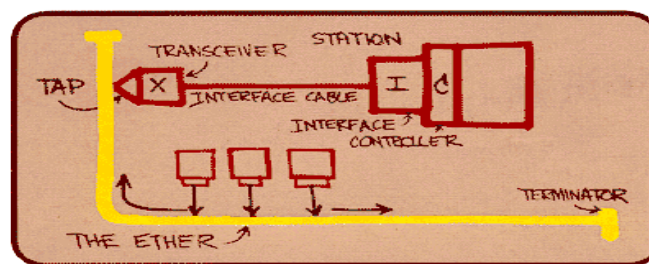 STATION
TRANSCEIVER
TAP
X
I
C
INTERFACE CABLE
INTERFACE
CONTROLLER
TERMINATOR
THE ETHER